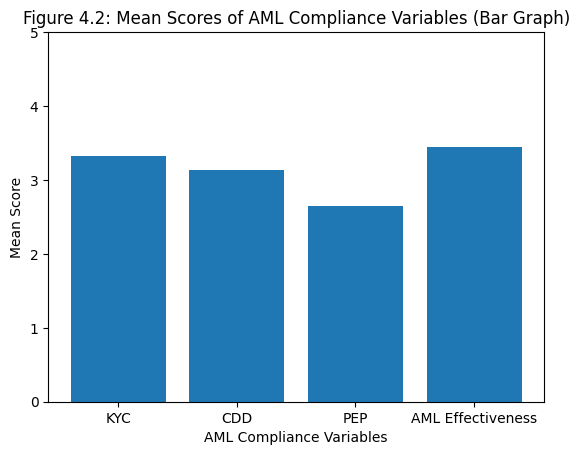 Figure 4.2: Mean Scores of AML Compliance Variables (Bar Graph)
5
4
3
2
1
0
Mean Score
KYC CDD PEP AML Effectiveness
AML Compliance Variables